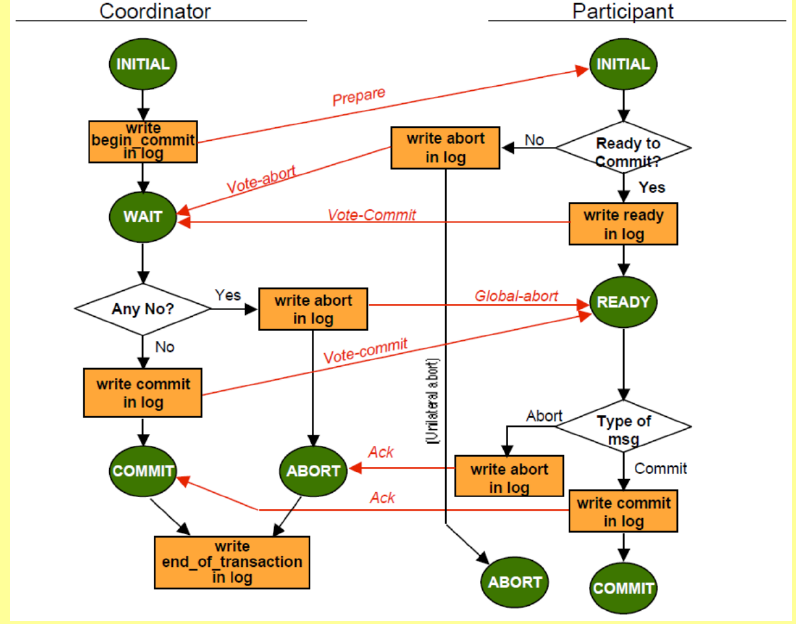 Coordinator
Participant
INITIAL
INITIAL
Prepare
write
begin_commit
in log
write abort
in log
No
Ready to
Commit?
Vote-abort
Yes
WAIT
Vote-Commit
write ready
in log
Any No?
Yes
write abort
in log
Global-abort
READY
No
Vote-commit
write commit
in log
(Unilateral abort)
Abort
Type of
msg
COMMIT
ABORT
Ack
write abort
in log
Commit
Ack
write commit
in log
write
end_of_transaction
in log
ABORT
COMMIT